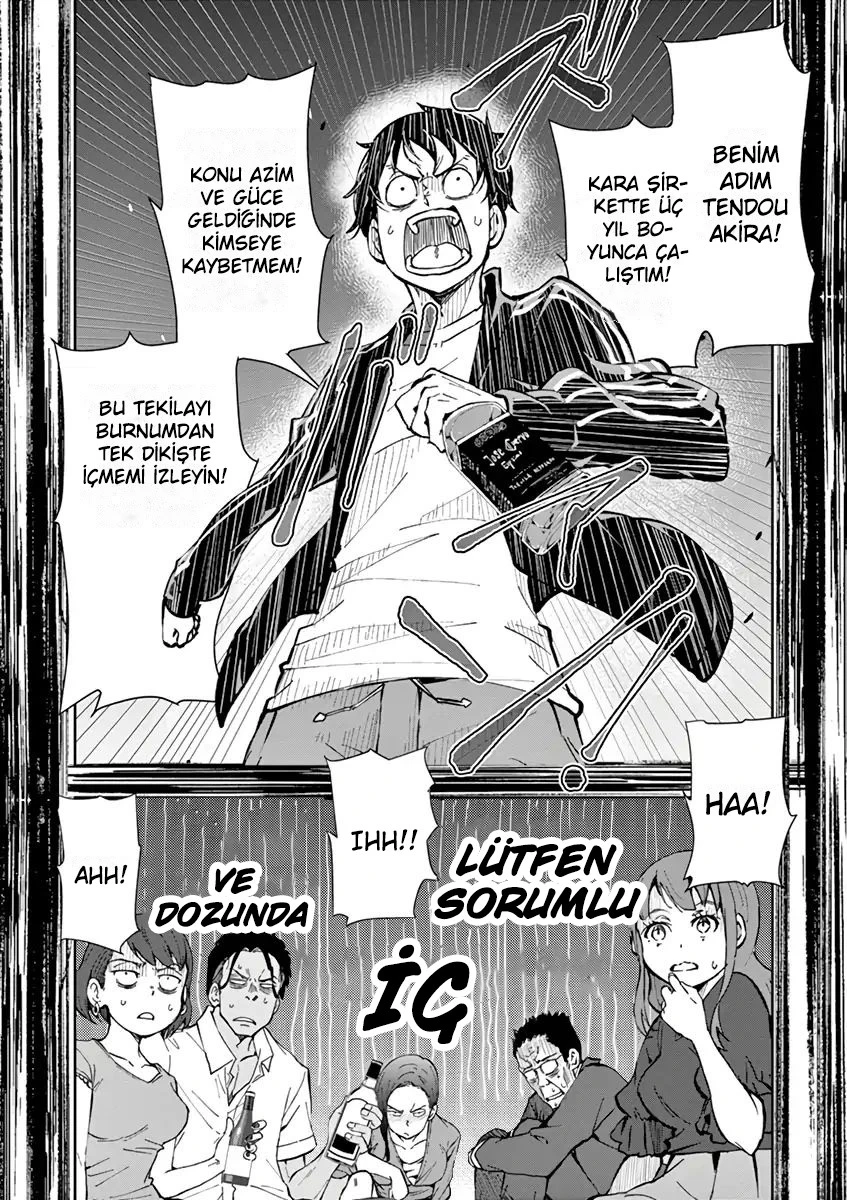 BENİM
ADIM
TENDOU
AKİRA!
KARA ŞİR-
KETTE ÜÇ
YIL BO-
YUNCA ÇA-
LIŞTIM!
KONU AZİM
VE GÜCE
GELDİĞİNDE
KİMSEYE
KAYBETMEM!
BU TEKİLAYI
BURNUMDAN
TEK DİKİŞTE
İÇMEMİ İZLEYİN!
Jose Cuervo
HAA!
IHH!!
AHH!
LÜTFEN
SORUMLU
VE
DOZUNDA
İÇ